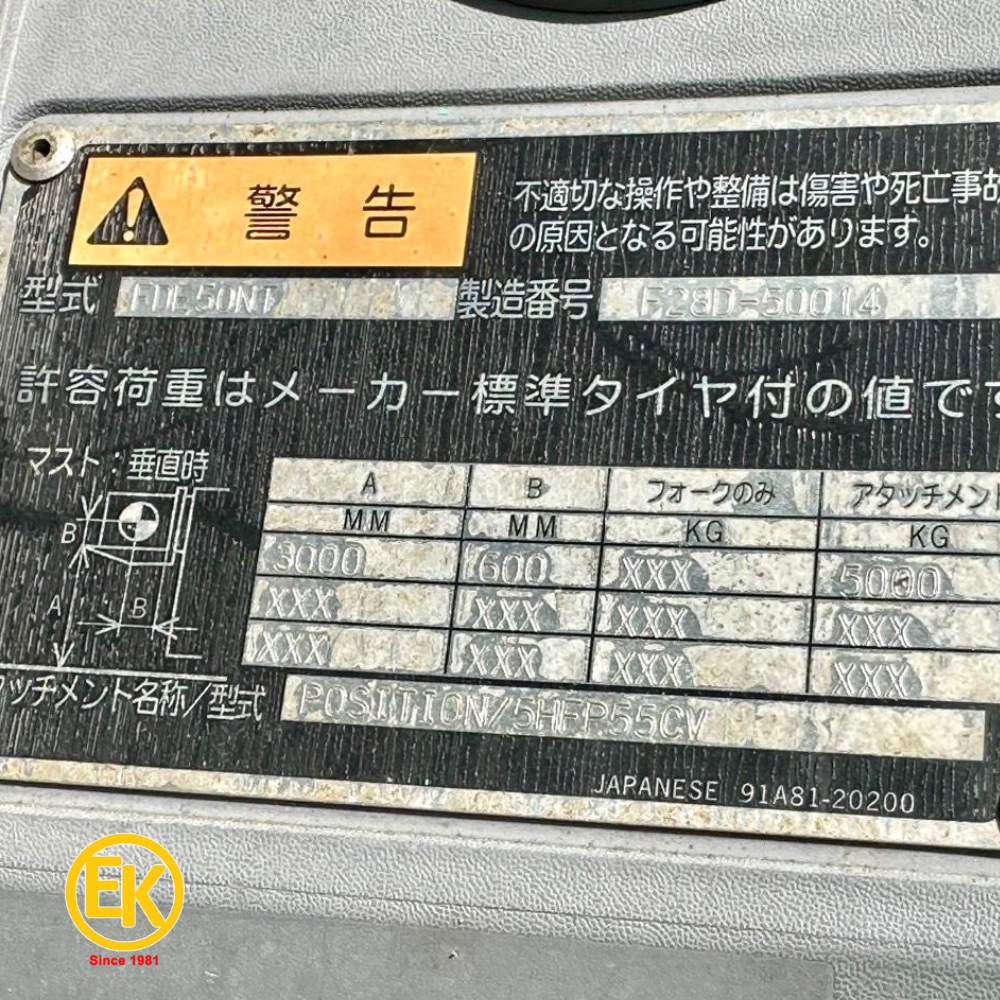 警告
不適切な操作や整備は傷害や死亡事故
の原因となる可能性があります。
型式 FDE50NT 製造番号 F28D-50014
許容荷重はメーカー標準タイヤ付の値です
マスト:垂直時
A B フォークのみ アタッチメン
MM MM KG KG
3000 600 XXX 5000
XXX XXX XXX XXX
XXX XXX XXX XXX
B
A B
タッチメント名称/型式 POSITION/5HFP55CV
JAPANESE 91A81-20200
EK
Since 1981